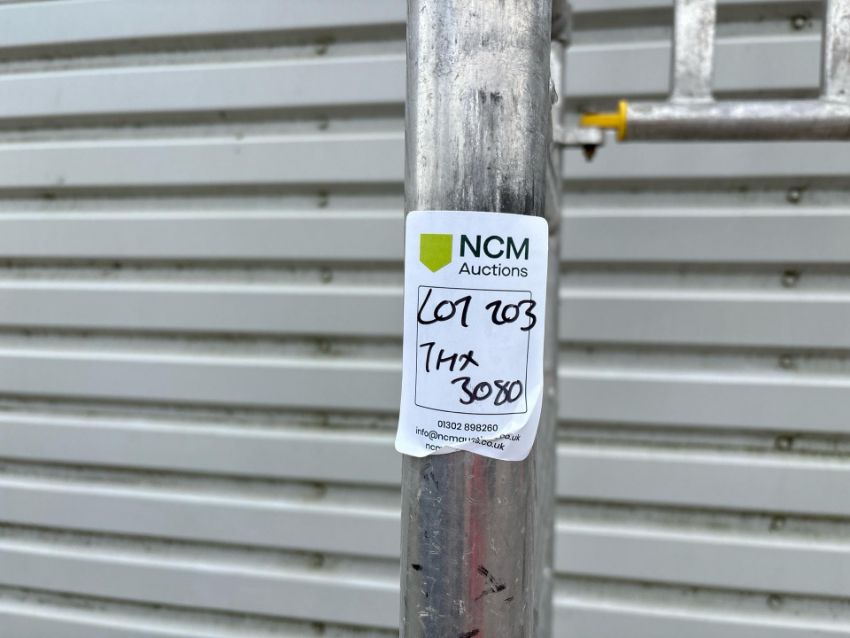 NCM
Auctions
LOT 203
THX
3080
01302 898260